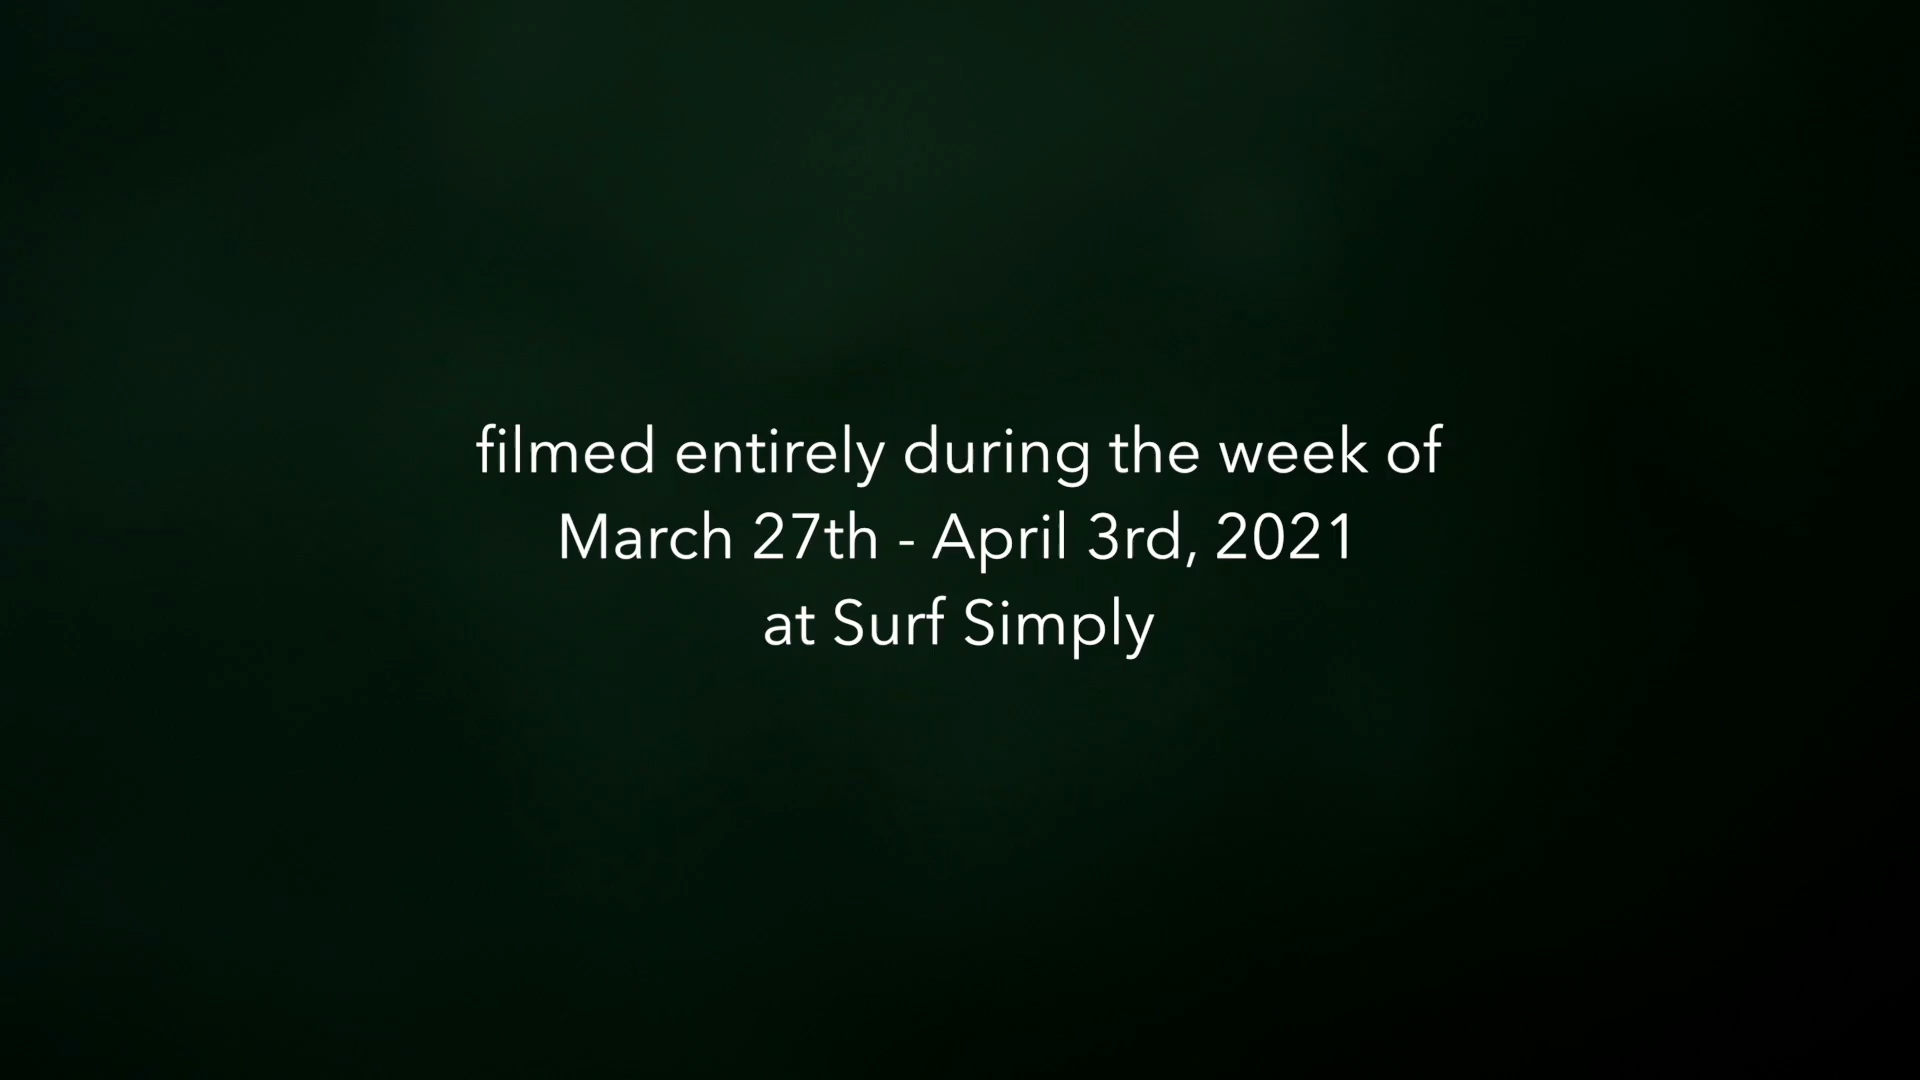 filmed entirely during the week of
March 27th - April 3rd, 2021
at Surf Simply